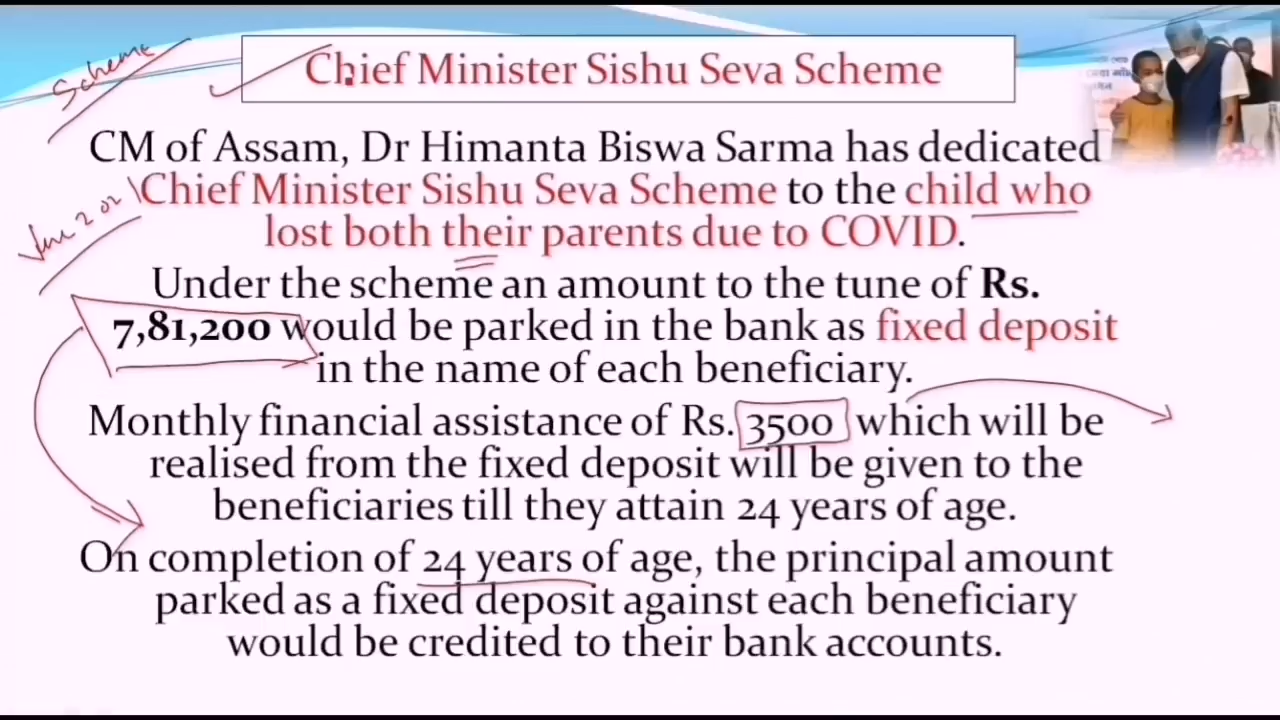 Scheme
Chief Minister Sishu Seva Scheme
CM of Assam, Dr Himanta Biswa Sarma has dedicated
Chief Minister Sishu Seva Scheme to the child who
lost both their parents due to COVID.
Under the scheme an amount to the tune of Rs.
7,81,200 would be parked in the bank as fixed deposit
in the name of each beneficiary.
Monthly financial assistance of Rs. 3500 which will be
realised from the fixed deposit will be given to the
beneficiaries till they attain 24 years of age.
On completion of 24 years of age, the principal amount
parked as a fixed deposit against each beneficiary
would be credited to their bank accounts.